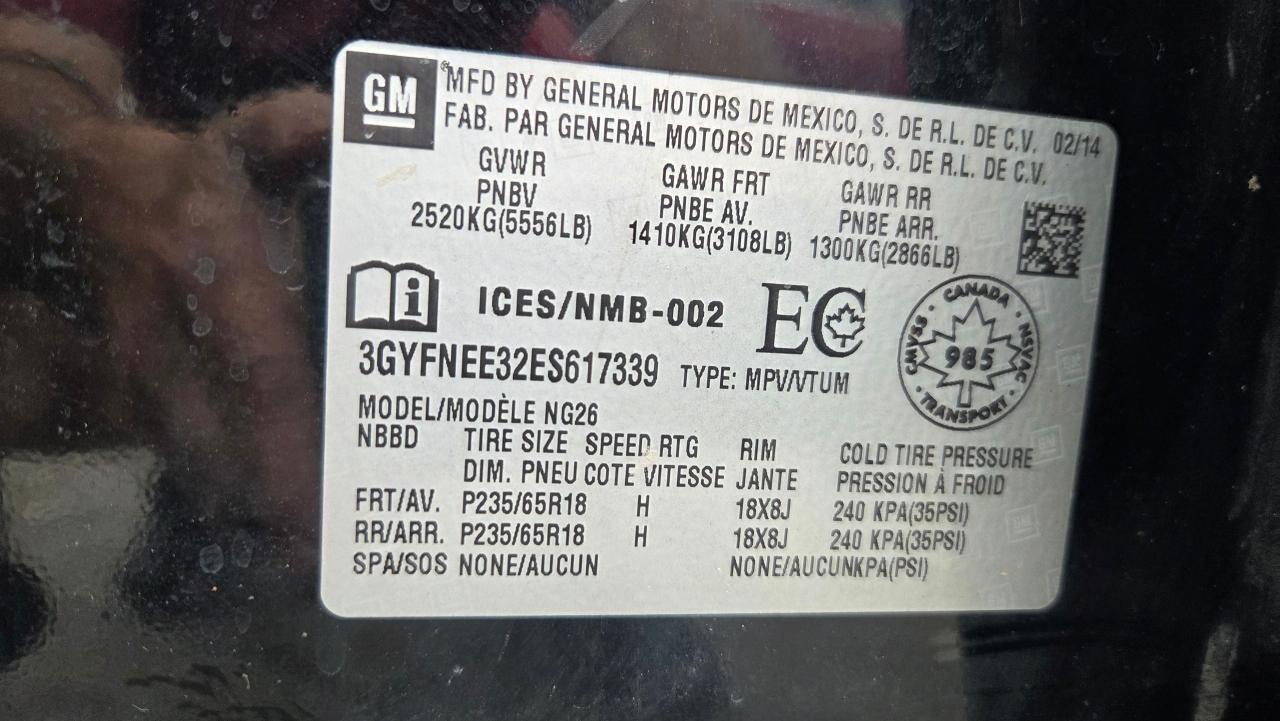 GM
MFD BY GENERAL MOTORS DE MEXICO, S. DE R.L. DE C.V. 02/14
FAB. PAR GENERAL MOTORS DE MEXICO, S. DE R.L. DE C.V.
GVWR GAWR FRT GAWR RR
PNBV PNBE AV. PNBE ARR.
2520KG(5556LB) 1410KG(3108LB) 1300KG(2866LB)
i ICES/NMB-002 EC
CANADA
CMVSS · NSVAC
985
TRANSPORT
3GYFNEE32ES617339 TYPE: MPV/VTUM
MODEL/MODÈLE NG26
NBBD TIRE SIZE SPEED RTG RIM COLD TIRE PRESSURE
DIM. PNEU COTE VITESSE JANTE PRESSION À FROID
FRT/AV. P235/65R18 H 18X8J 240 KPA(35PSI)
RR/ARR. P235/65R18 H 18X8J 240 KPA(35PSI)
SPA/SOS NONE/AUCUN NONE/AUCUNKPA(PSI)